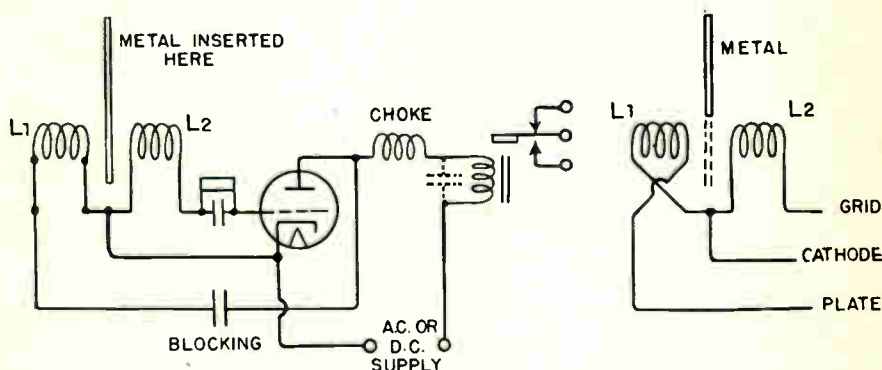 METAL INSERTED
HERE
L1
L2
CHOKE
BLOCKING
A.C. OR
D.C.
SUPPLY
METAL
L1
L2
GRID
CATHODE
PLATE